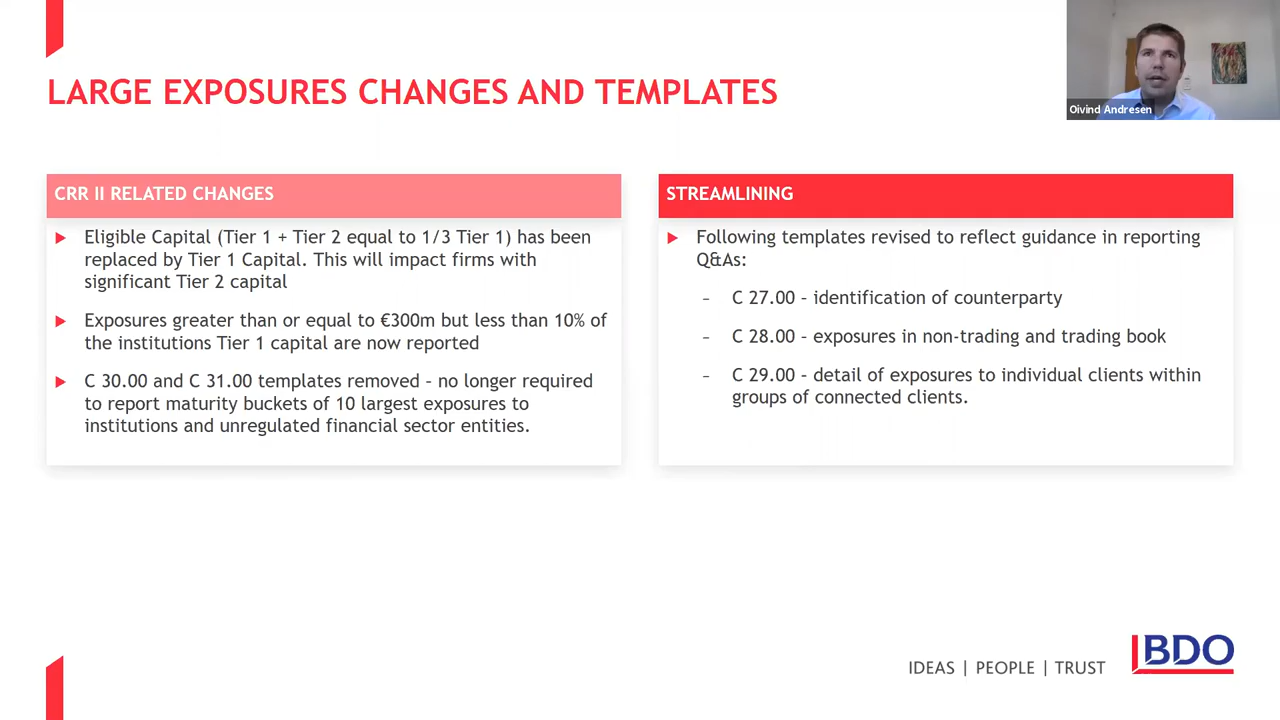 LARGE EXPOSURES CHANGES AND TEMPLATES
Oivind Andresen
CRR II RELATED CHANGES
Eligible Capital (Tier 1 + Tier 2 equal to 1/3 Tier 1) has been
replaced by Tier 1 Capital. This will impact firms with
significant Tier 2 capital
Exposures greater than or equal to €300m but less than 10% of
the institutions Tier 1 capital are now reported
C 30.00 and C 31.00 templates removed – no longer required
to report maturity buckets of 10 largest exposures to
institutions and unregulated financial sector entities.
STREAMLINING
Following templates revised to reflect guidance in reporting
Q&As:
– C 27.00 – identification of counterparty
– C 28.00 – exposures in non-trading and trading book
– C 29.00 – detail of exposures to individual clients within
groups of connected clients.
IDEAS | PEOPLE | TRUST
BDO